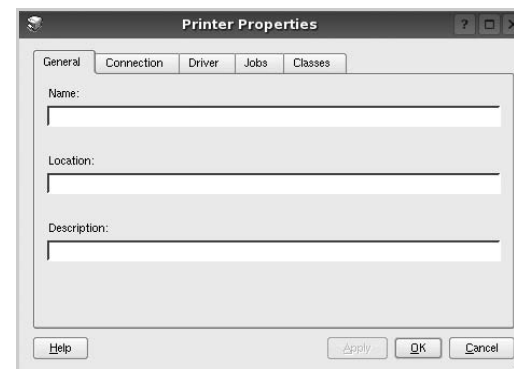 Printer Properties
General Connection Driver Jobs Classes
Name:
Location:
Description:
Help Apply OK Cancel